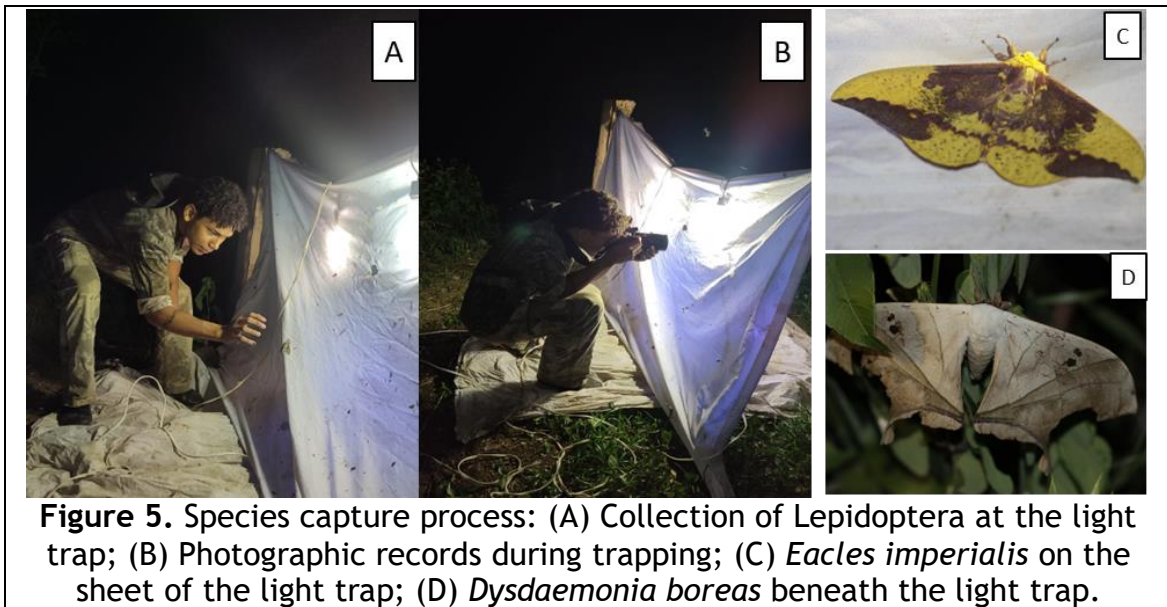 A
B
C
D
Figure 5. Species capture process: (A) Collection of Lepidoptera at the light
trap; (B) Photographic records during trapping; (C) Eacles imperialis on the
sheet of the light trap; (D) Dysdaemonia boreas beneath the light trap.